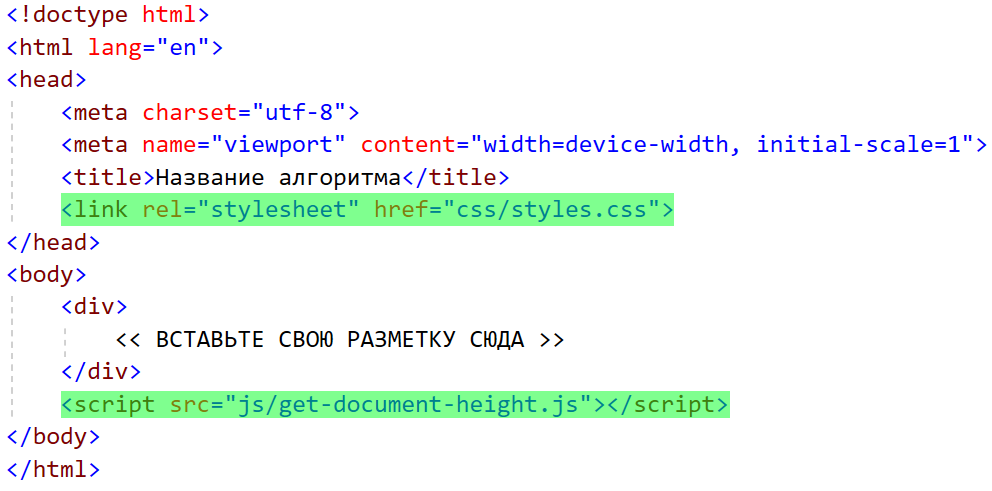 <!doctype html>
<html lang="en">
<head>
<meta charset="utf-8">
<meta name="viewport" content="width=device-width, initial-scale=1">
<title>Название алгоритма</title>
<link rel="stylesheet" href="css/styles.css">
</head>
<body>
<div>
<< ВСТАВЬТЕ СВОЮ РАЗМЕТКУ СЮДА >>
</div>
<script src="js/get-document-height.js"></script>
</body>
</html>